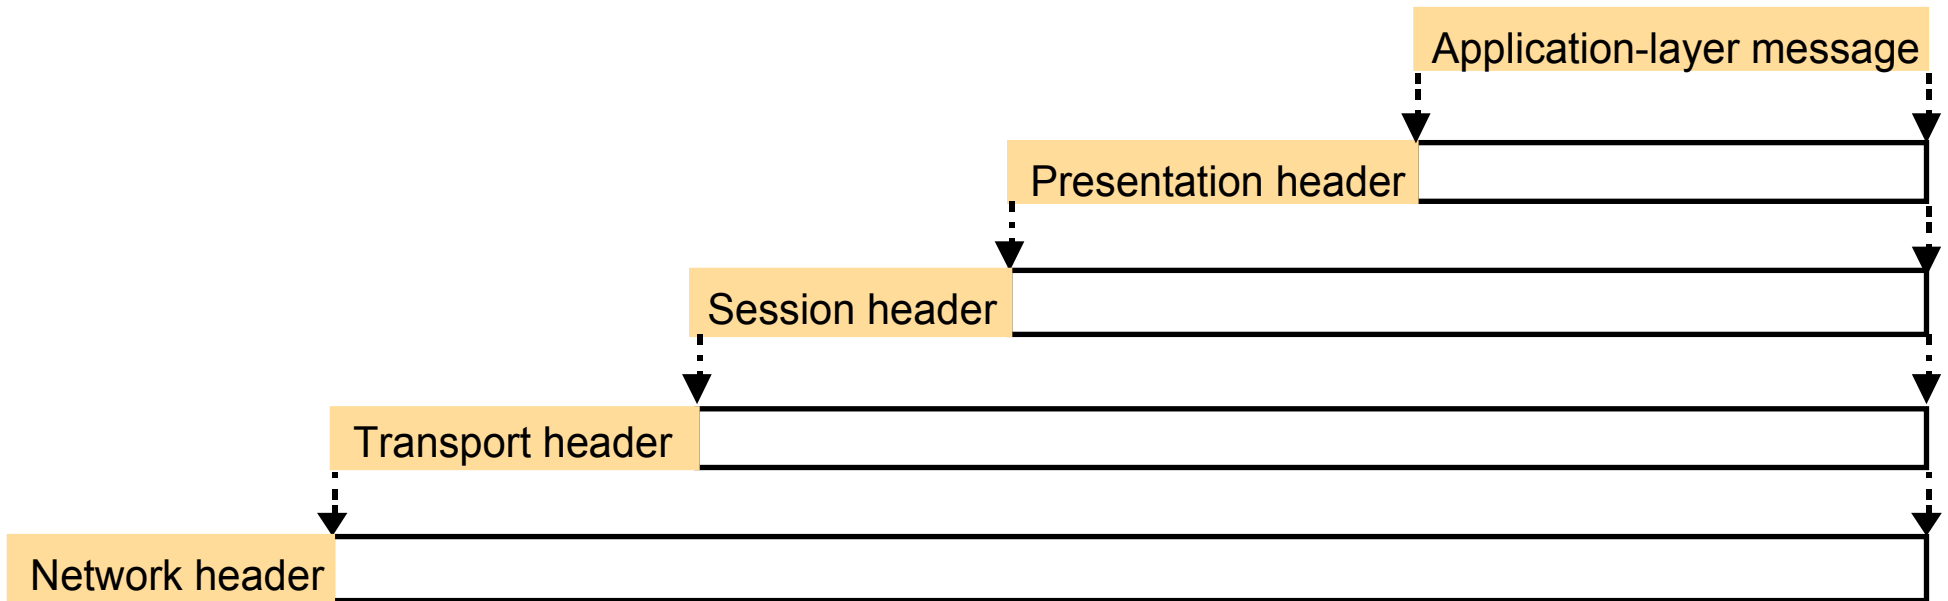 Application-layer message
Presentation header
Session header
Transport header
Network header